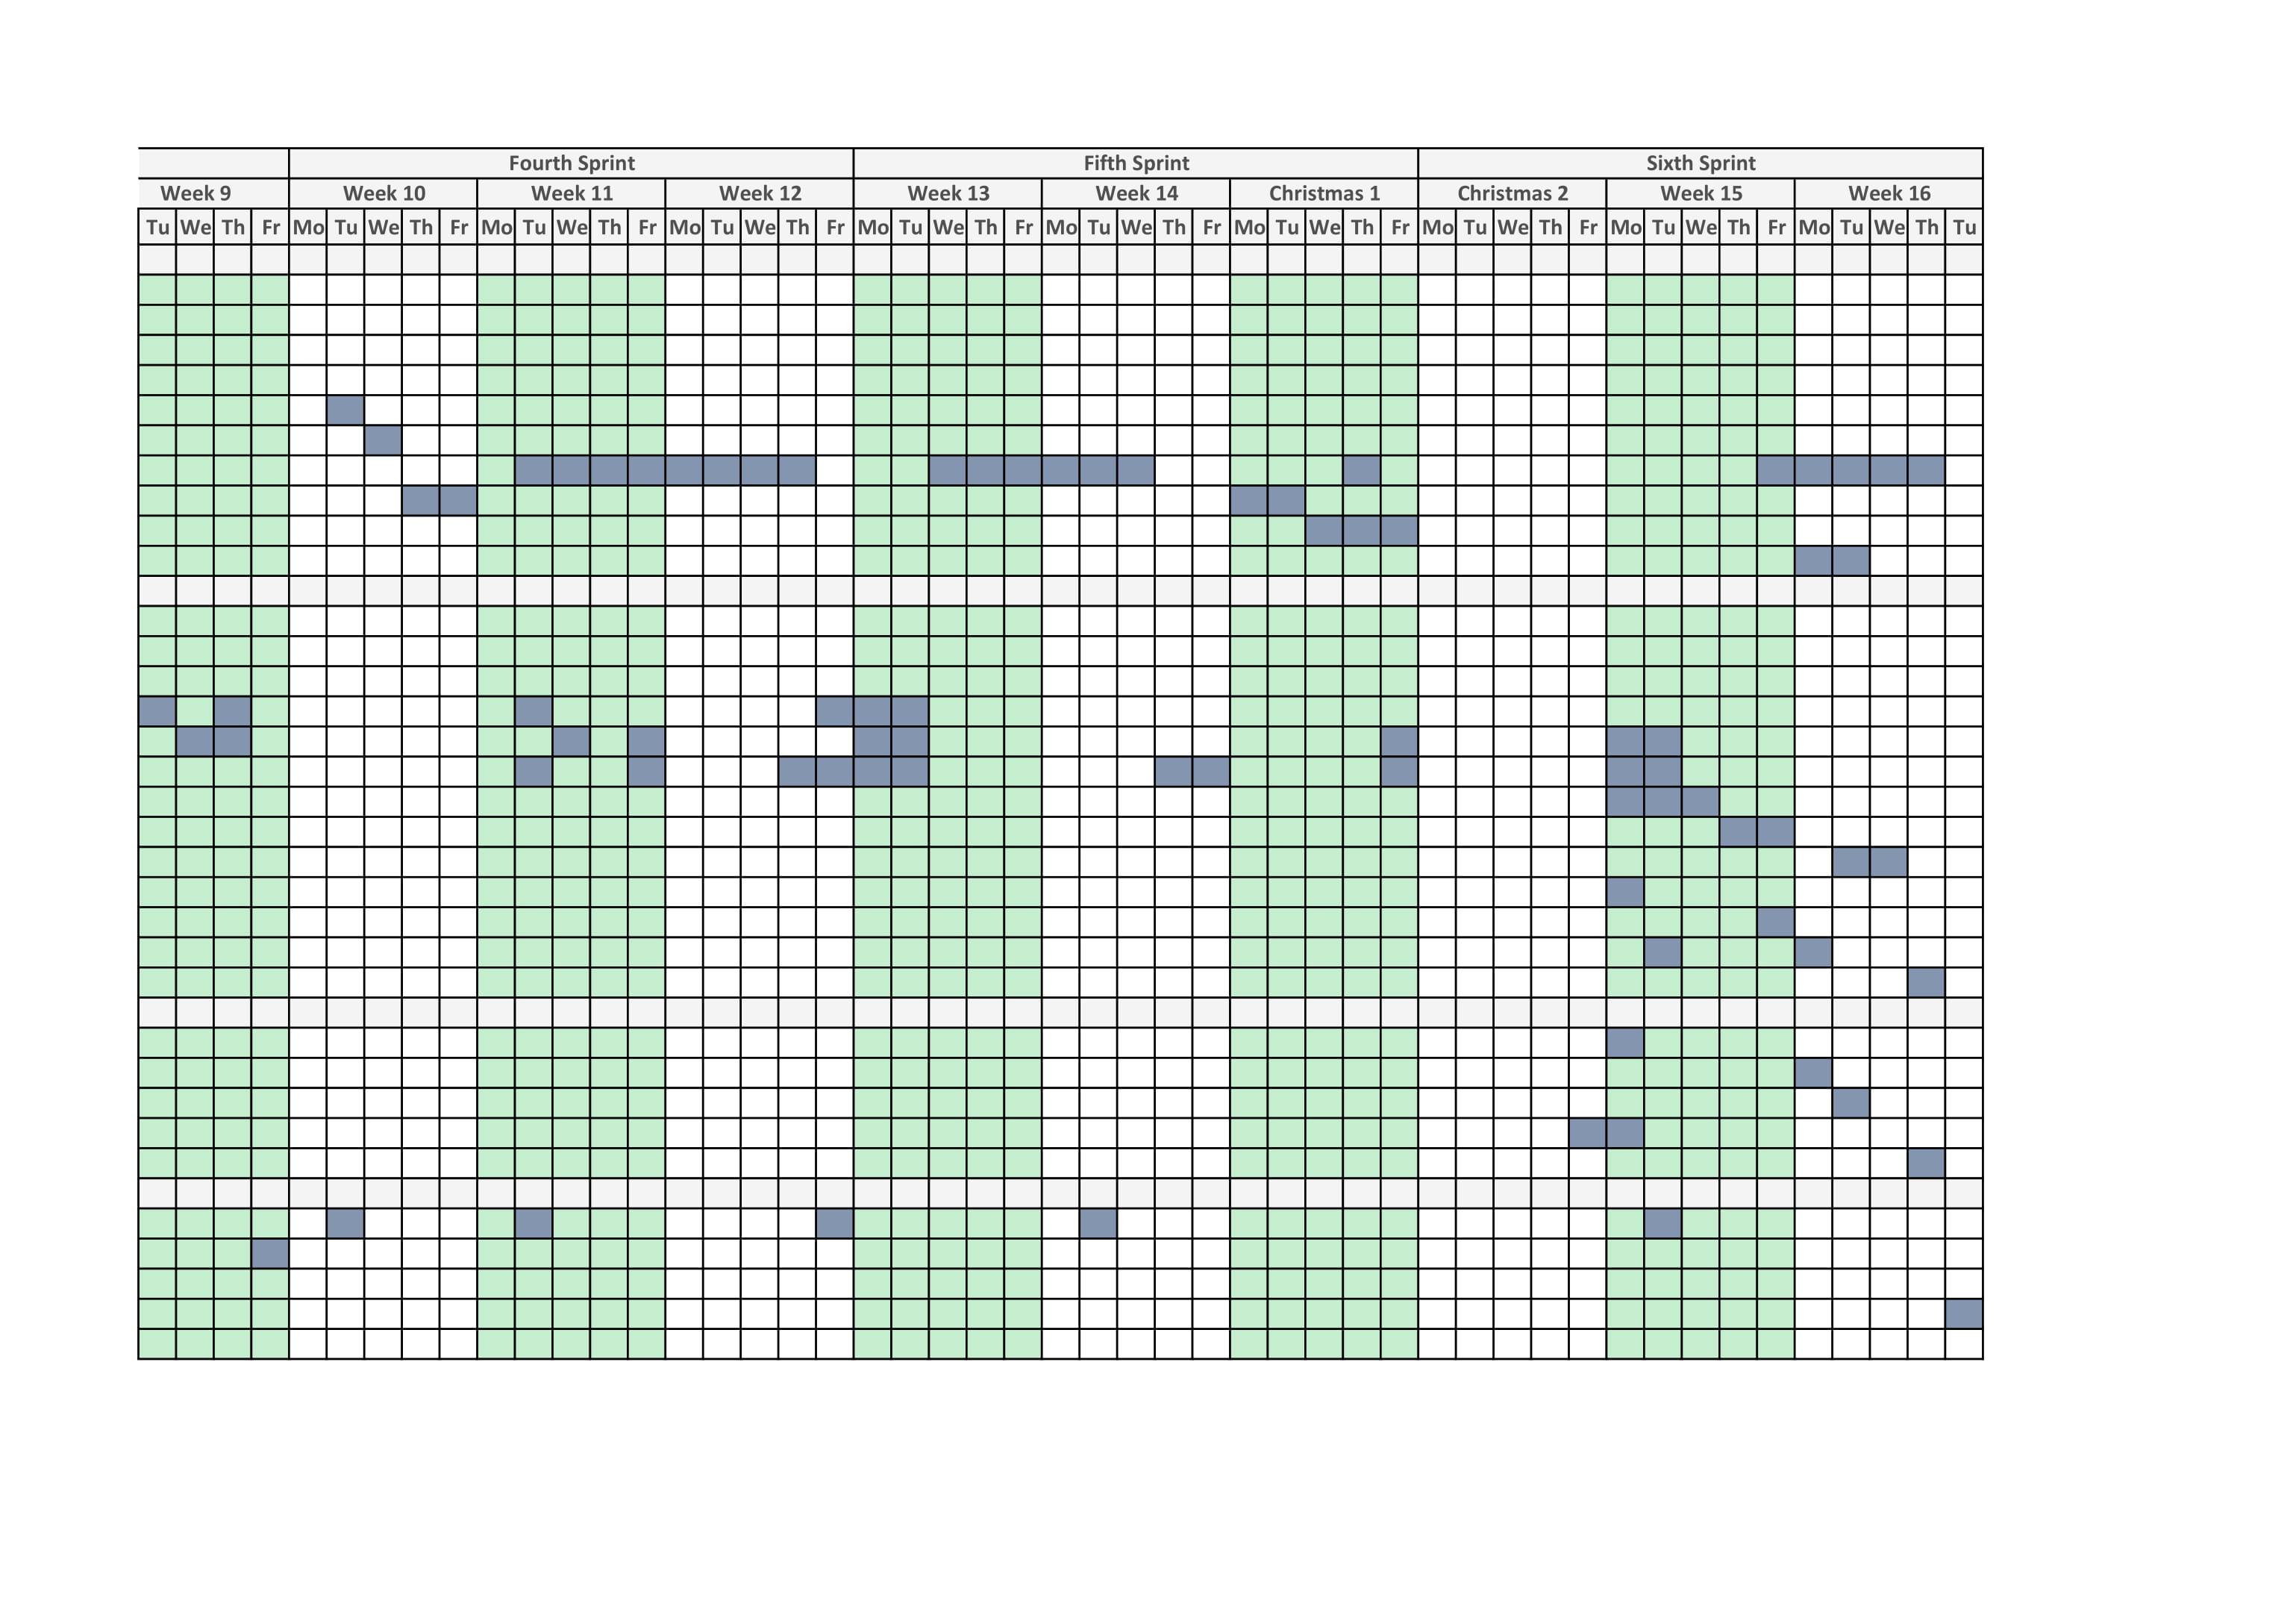 Fourth Sprint Fifth Sprint Sixth Sprint
Week 9 Week 10 Week 11 Week 12 Week 13 Week 14 Christmas 1 Christmas 2 Week 15 Week 16
Tu We Th Fr Mo Tu We Th Fr Mo Tu We Th Fr Mo Tu We Th Fr Mo Tu We Th Fr Mo Tu We Th Fr Mo Tu We Th Fr Mo Tu We Th Fr Mo Tu We Th Fr Mo Tu We Th Tu